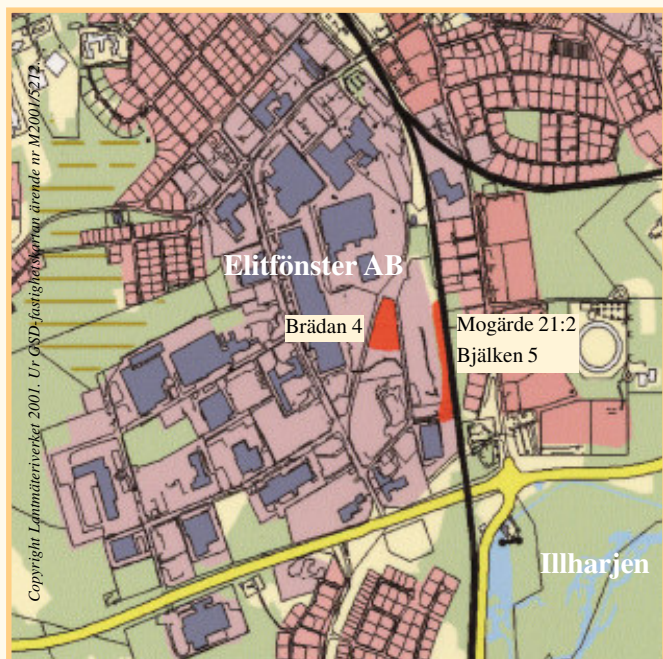 Copyright Lantmäteriverket 2001. Ur GSD-fastighetskartan ärende nr M2001/5212.
Elitfönster AB
Brädan 4
Mogärde 21:2
Bjälken 5
Illharjen